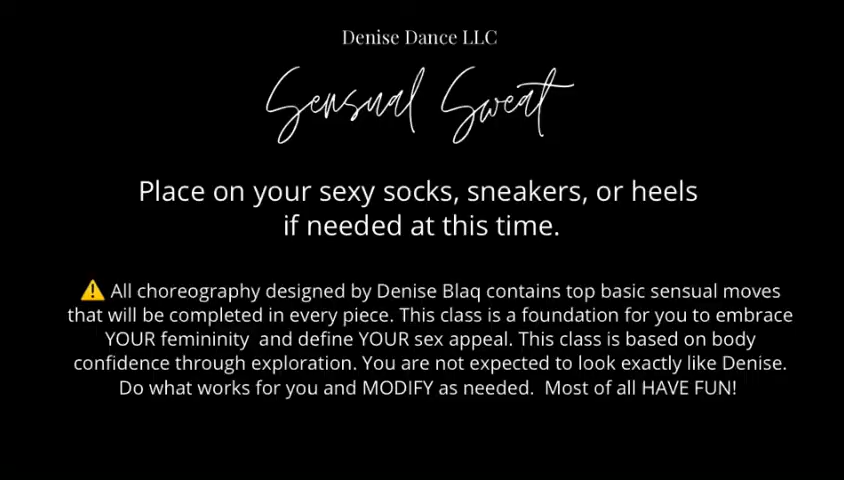 Denise Dance LLC
Sensual Sweat
Place on your sexy socks, sneakers, or heels
if needed at this time.
⚠️ All choreography designed by Denise Blaq contains top basic sensual moves
that will be completed in every piece. This class is a foundation for you to embrace
YOUR femininity  and define YOUR sex appeal. This class is based on body
confidence through exploration. You are not expected to look exactly like Denise.
Do what works for you and MODIFY as needed.  Most of all HAVE FUN!